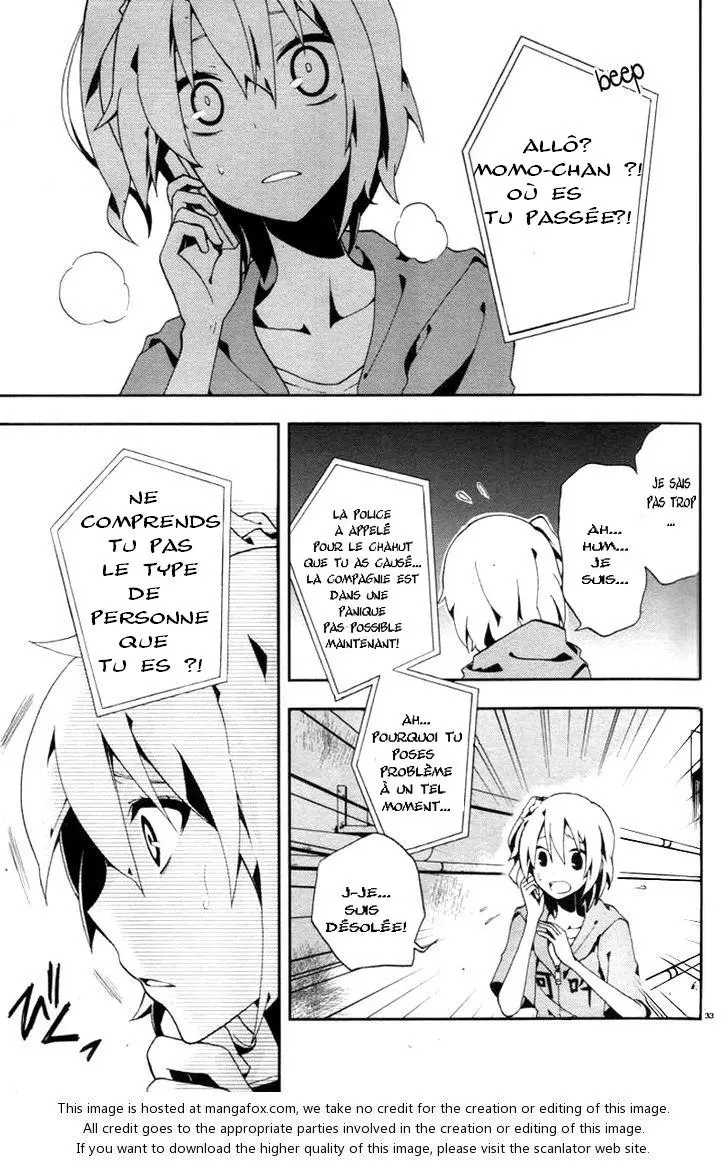 beep
ALLÔ?
MOMO-CHAN ?!
OÙ ES
TU PASSÉE?!
JE SAIS
PAS TROP
...
AH...
HUM...
JE
SUIS...
LA POLICE
A APPELÉ
POUR LE CHAHUT
QUE TU AS CAUSÉ...
LA COMPAGNIE EST
DANS UNE
PANIQUE
PAS POSSIBLE
MAINTENANT!
ÀH...
POURQUOI TU
POSES
PROBLÈME
À UN TEL
MOMENT...
J-JE...
SUIS
DÉSOLÉE!
可叶
NE
COMPRENDS
TU PAS
LE TYPE
DE
PERSONNE
QUE
TU ES ?!
ビク
33
This image is hosted at mangafox.com, we take no credit for the creation or editing of this image.
All credit goes to the appropriate parties involved in the creation or editing of this image.
If you want to download the higher quality of this image, please visit the scanlator web site.